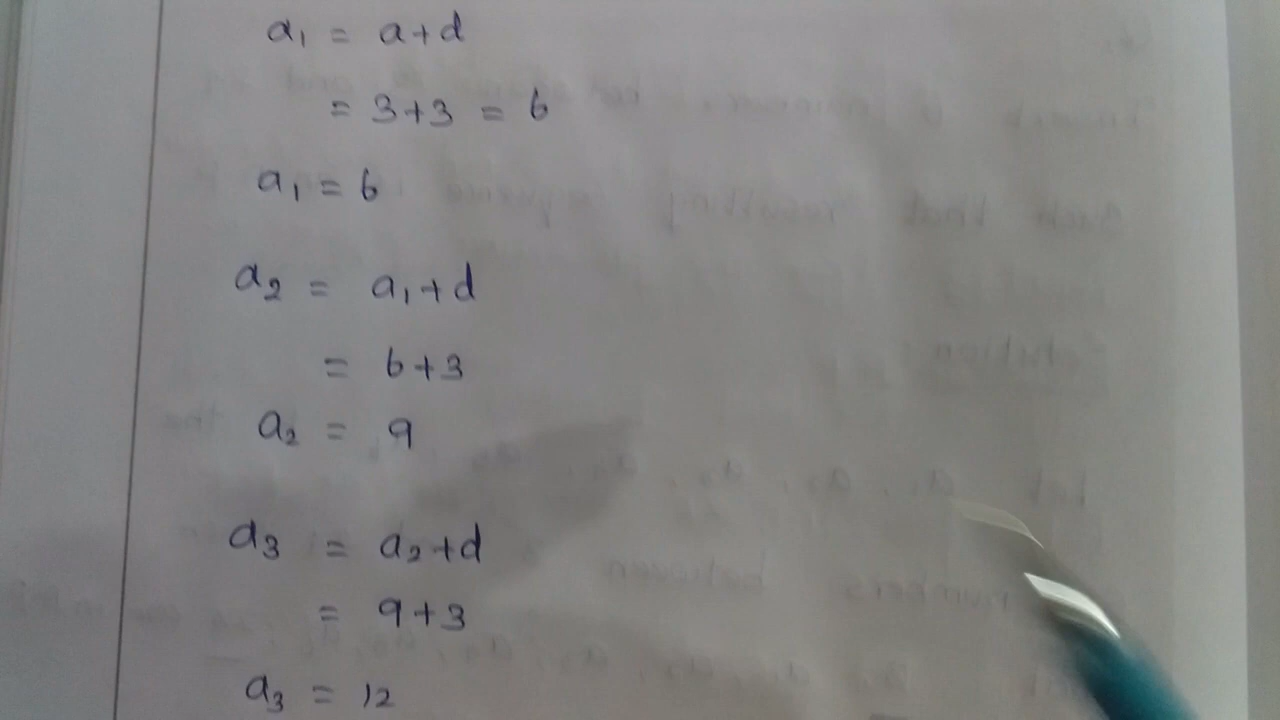 a₁ = a+d
= 3+3 = 6
a₁ = 6
a₂ = a₁+d
= 6+3
a₂ = 9
a₃ = a₂+d
= 9+3
a₃ = 12